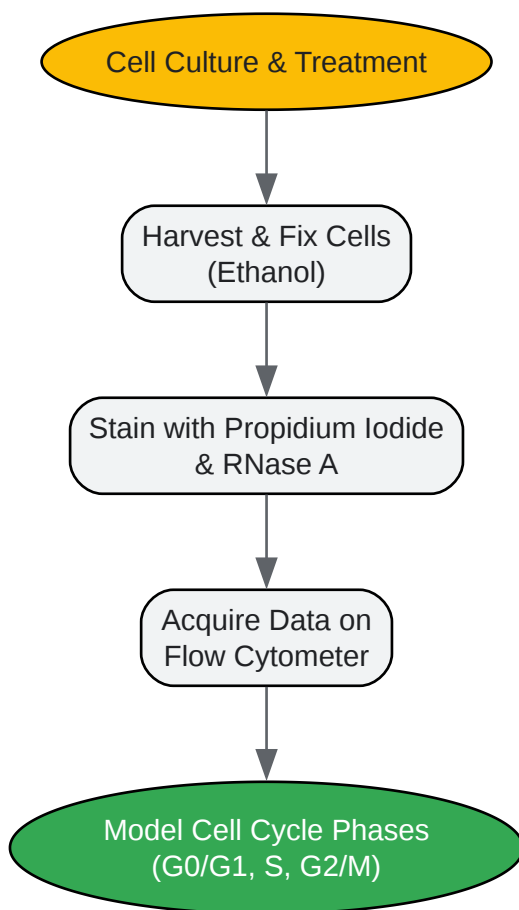 Cell Culture & Treatment
Harvest & Fix Cells
(Ethanol)
Stain with Propidium Iodide
& RNase A
Acquire Data on
Flow Cytometer
Model Cell Cycle Phases
(G0/G1, S, G2/M)